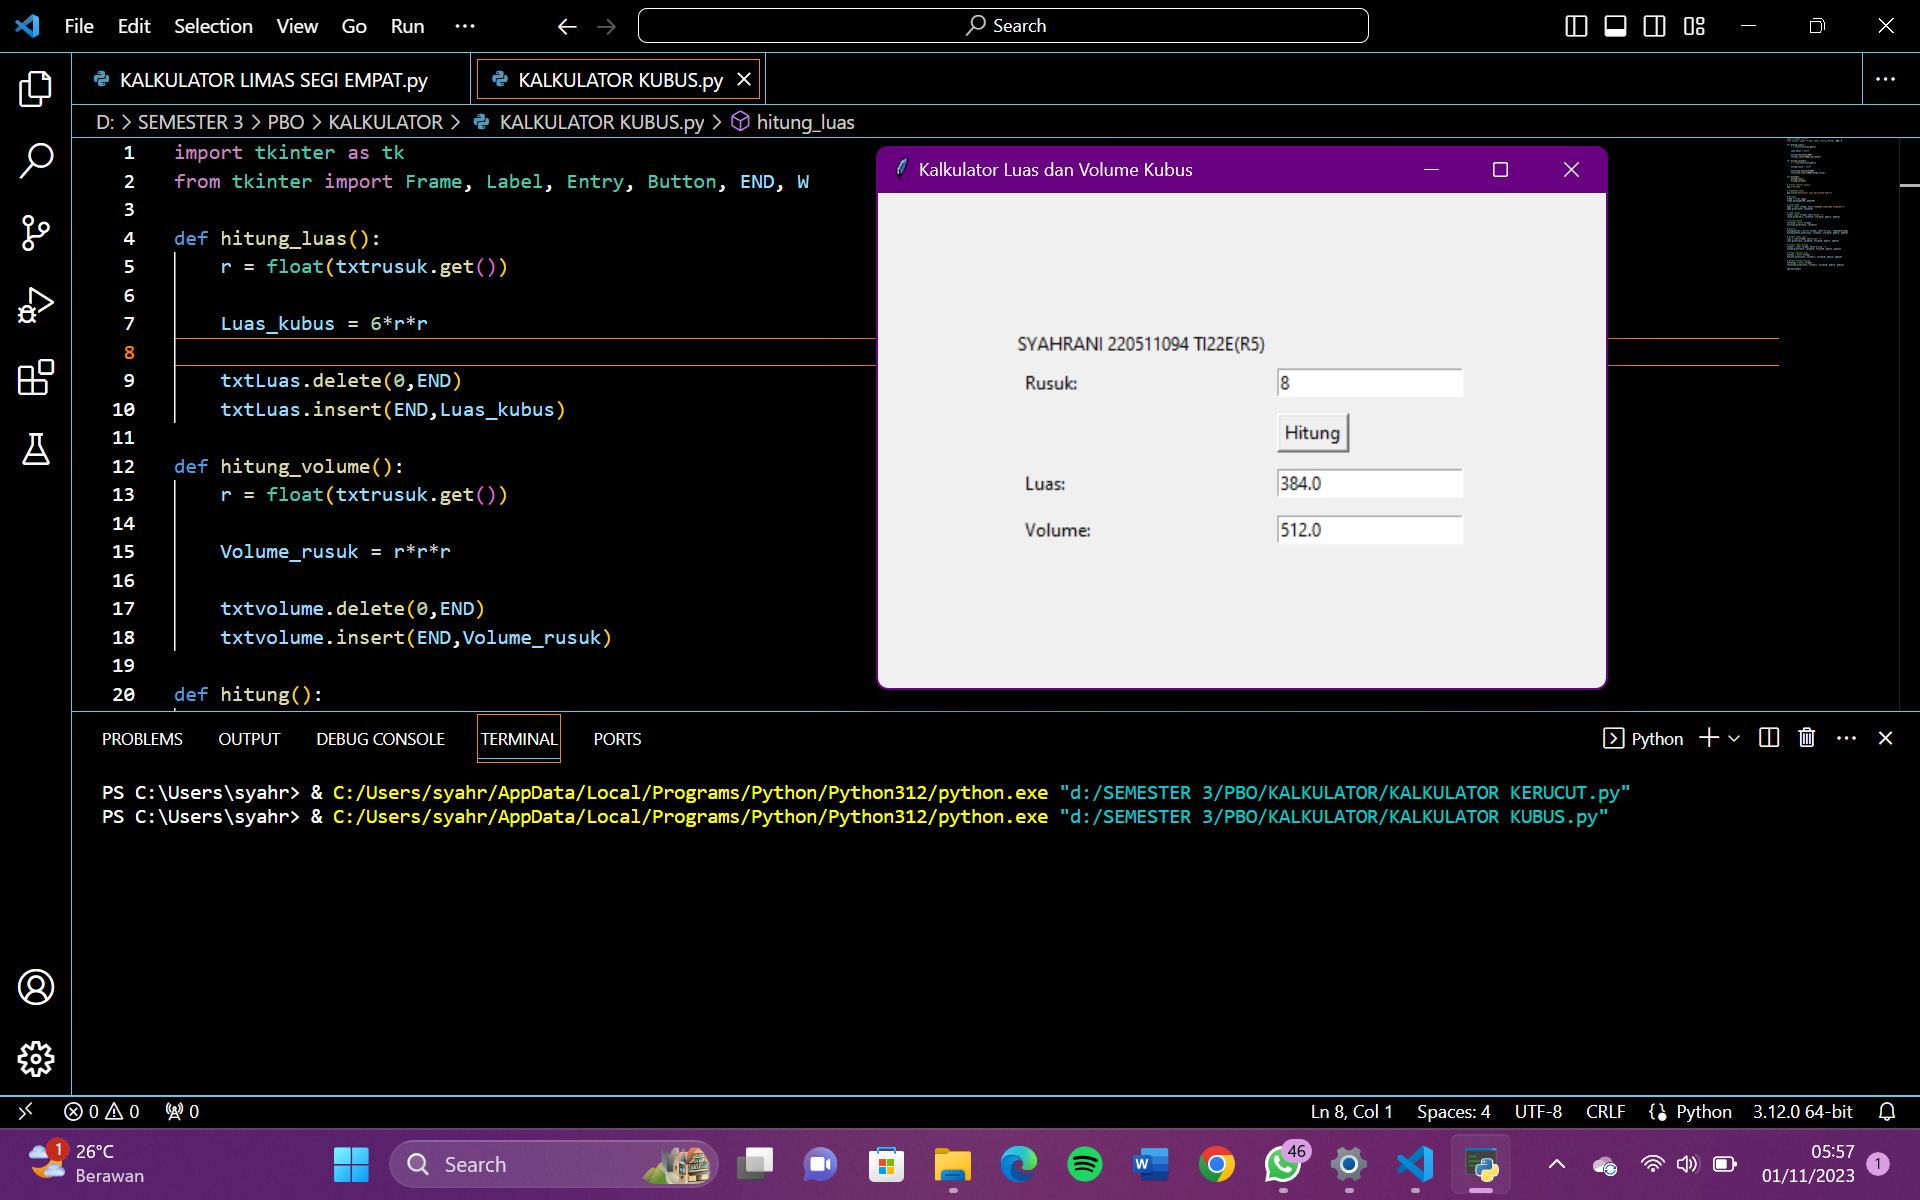 File Edit Selection View Go Run ···
Search
KALKULATOR LIMAS SEGI EMPAT.py
KALKULATOR KUBUS.py
D: > SEMESTER 3 > PBO > KALKULATOR > KALKULATOR KUBUS.py > hitung_luas
1 import tkinter as tk
2 from tkinter import Frame, Label, Entry, Button, END, W
3
4 def hitung_luas():
5 r = float(txtrusuk.get())
6
7 Luas_kubus = 6*r*r
8
9 txtLuas.delete(0,END)
10 txtLuas.insert(END,Luas_kubus)
11
12 def hitung_volume():
13 r = float(txtrusuk.get())
14
15 Volume_rusuk = r*r*r
16
17 txtvolume.delete(0,END)
18 txtvolume.insert(END,Volume_rusuk)
19
20 def hitung():
Kalkulator Luas dan Volume Kubus
SYAHRANI 220511094 TI22E(R5)
Rusuk: 8
Hitung
Luas: 384.0
Volume: 512.0
PROBLEMS OUTPUT DEBUG CONSOLE TERMINAL PORTS
Python
PS C:\Users\syahr> & C:/Users/syahr/AppData/Local/Programs/Python/Python312/python.exe "d:/SEMESTER 3/PBO/KALKULATOR/KALKULATOR KERUCUT.py"
PS C:\Users\syahr> & C:/Users/syahr/AppData/Local/Programs/Python/Python312/python.exe "d:/SEMESTER 3/PBO/KALKULATOR/KALKULATOR KUBUS.py"
0 0 0
Ln 8, Col 1 Spaces: 4 UTF-8 CRLF Python 3.12.0 64-bit
1
26°C
Berawan
Search
46
05:57
01/11/2023
1